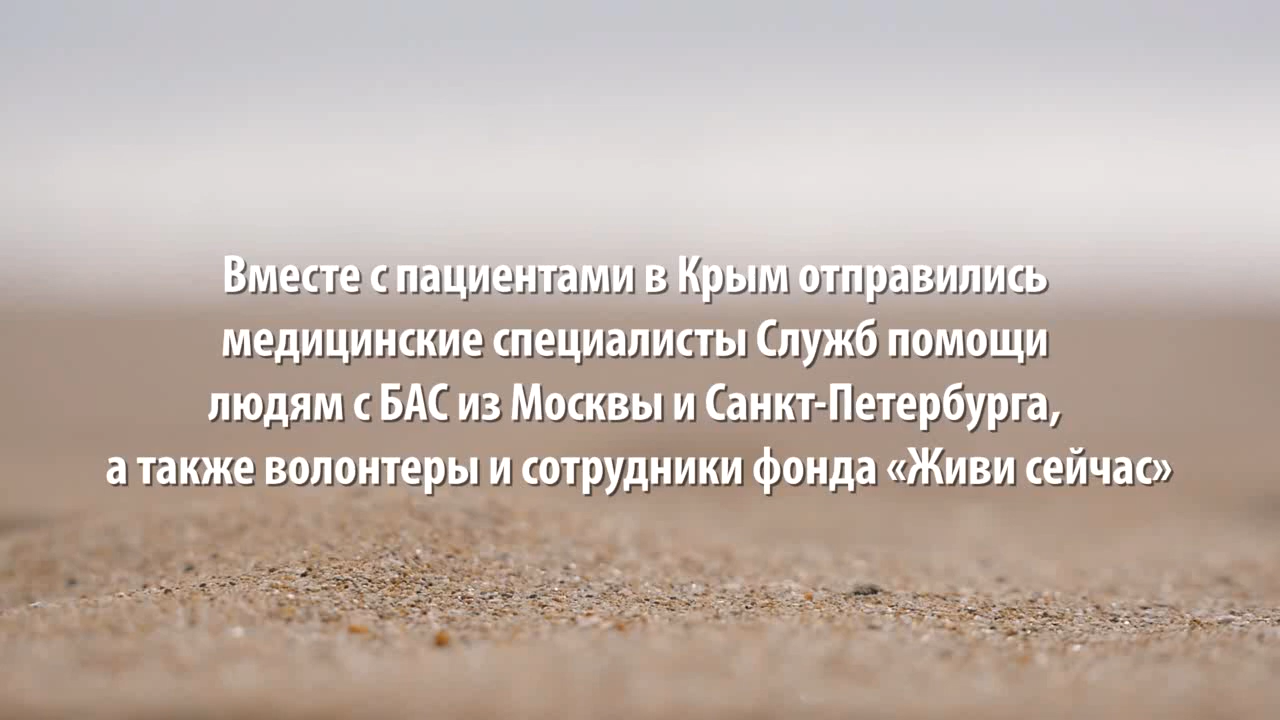 Вместе с пациентами в Крым отправились
медицинские специалисты Служб помощи
людям с БАС из Москвы и Санкт-Петербурга,
а также волонтеры и сотрудники фонда «Живи сейчас»